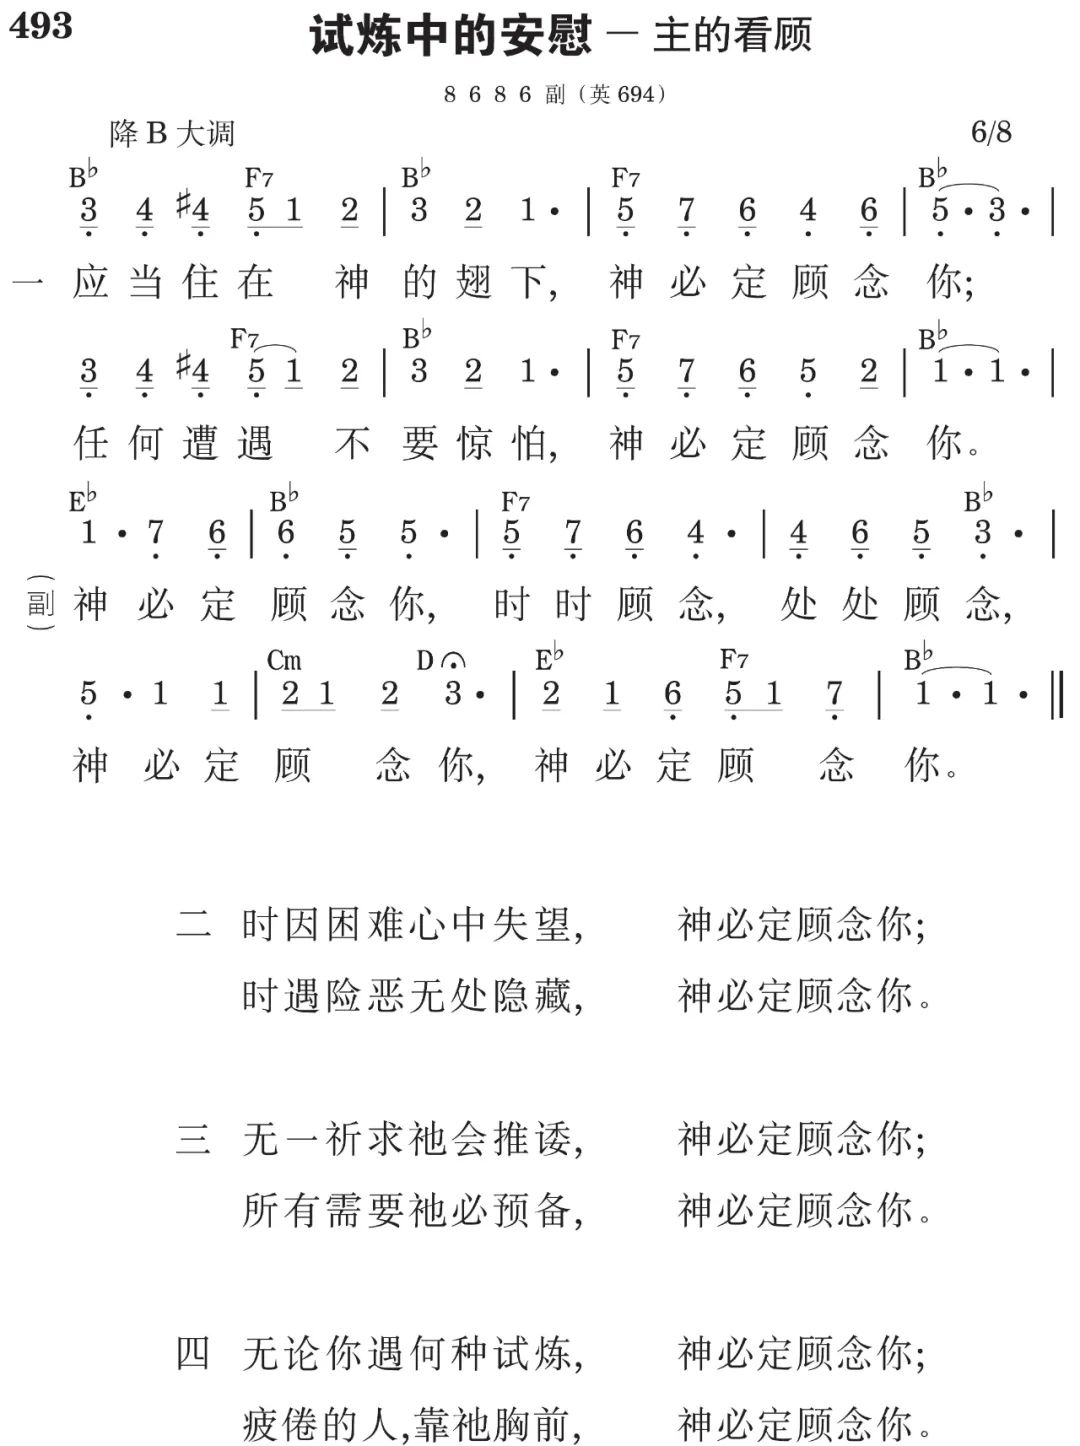 493 试炼中的安慰 — 主的看顾
8 6 8 6 副（英 694）
降 B 大调 6/8
B♭ F7 B♭ F7 B♭
3 4 ♯4 5 1 2 | 3 2 1 · | 5 7 6 4 6 | 5 · 3 · |
一 应当住在 神的翅下, 神必定顾念你;
F7 B♭ F7 B♭
3 4 ♯4 5 1 2 | 3 2 1 · | 5 7 6 5 2 | 1 · 1 · |
任何遭遇 不要惊怕, 神必定顾念你。
E♭ B♭ F7 B♭
1 · 7 6 | 6 5 5 · | 5 7 6 4 · | 4 6 5 3 · |
(副) 神必定顾念你, 时时顾念, 处处顾念,
Cm D E♭ F7 B♭
5 · 1 1 | 2 1 2 3 · | 2 1 6 5 1 7 | 1 · 1 · ‖
神必定顾 念你, 神必定顾 念你。
二 时因困难心中失望, 神必定顾念你;
时遇险恶无处隐藏, 神必定顾念你。
三 无一祈求祂会推诿, 神必定顾念你;
所有需要祂必预备, 神必定顾念你。
四 无论你遇何种试炼, 神必定顾念你;
疲倦的人,靠祂胸前, 神必定顾念你。